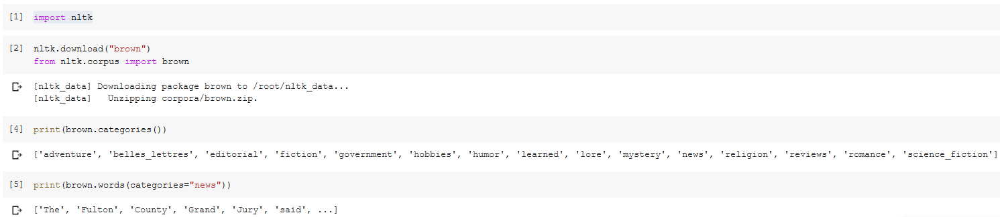 [1] import nltk
[2] nltk.download("brown")
from nltk.corpus import brown
[nltk_data] Downloading package brown to /root/nltk_data...
[nltk_data]   Unzipping corpora/brown.zip.
[4] print(brown.categories())
['adventure', 'belles_lettres', 'editorial', 'fiction', 'government', 'hobbies', 'humor', 'learned', 'lore', 'mystery', 'news', 'religion', 'reviews', 'romance', 'science_fiction']
[5] print(brown.words(categories="news"))
['The', 'Fulton', 'County', 'Grand', 'Jury', 'said', ...]